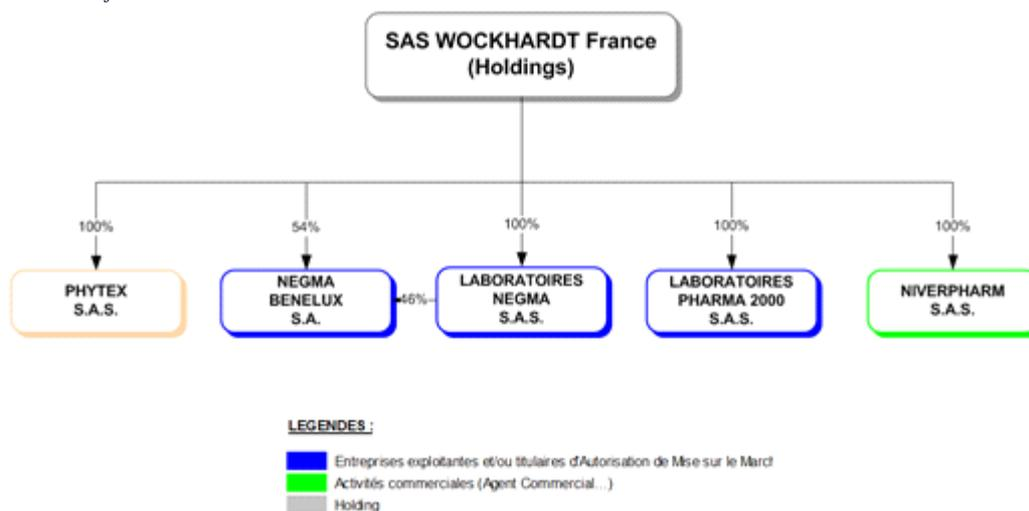 SAS WOCKHARDT France
(Holdings)
100%
54%
100%
100%
100%
PHYTEX
S.A.S.
NEGMA
BENELUX
S.A.
46%
LABORATOIRES
NEGMA
S.A.S.
LABORATOIRES
PHARMA 2000
S.A.S.
NIVERPHARM
S.A.S.
LEGENDES :
Entreprises exploitantes et/ou titulaires d'Autorisation de Mise sur le
Activités commerciales (Agent Commercial...)
Holding